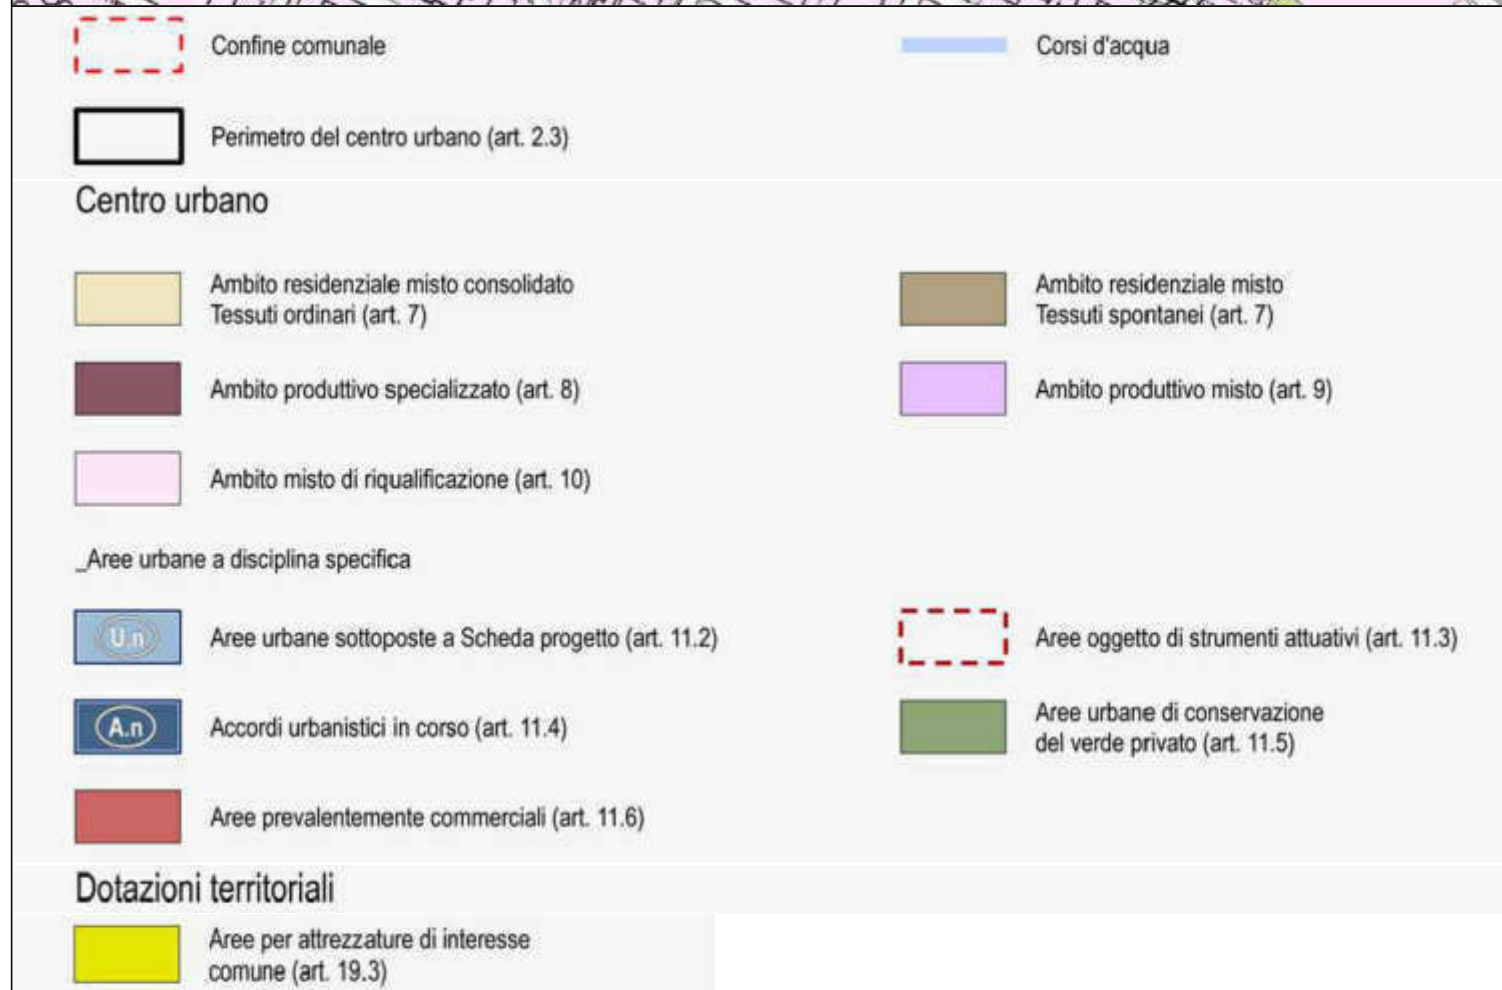 Confine comunale
Corsi d'acqua
Perimetro del centro urbano (art. 2.3)
Centro urbano
Ambito residenziale misto consolidato
Tessuti ordinari (art. 7)
Ambito residenziale misto
Tessuti spontanei (art. 7)
Ambito produttivo specializzato (art. 8)
Ambito produttivo misto (art. 9)
Ambito misto di riqualificazione (art. 10)
_Aree urbane a disciplina specifica
U.n
Aree urbane sottoposte a Scheda progetto (art. 11.2)
Aree oggetto di strumenti attuativi (art. 11.3)
A.n
Accordi urbanistici in corso (art. 11.4)
Aree urbane di conservazione
del verde privato (art. 11.5)
Aree prevalentemente commerciali (art. 11.6)
Dotazioni territoriali
Aree per attrezzature di interesse
comune (art. 19.3)